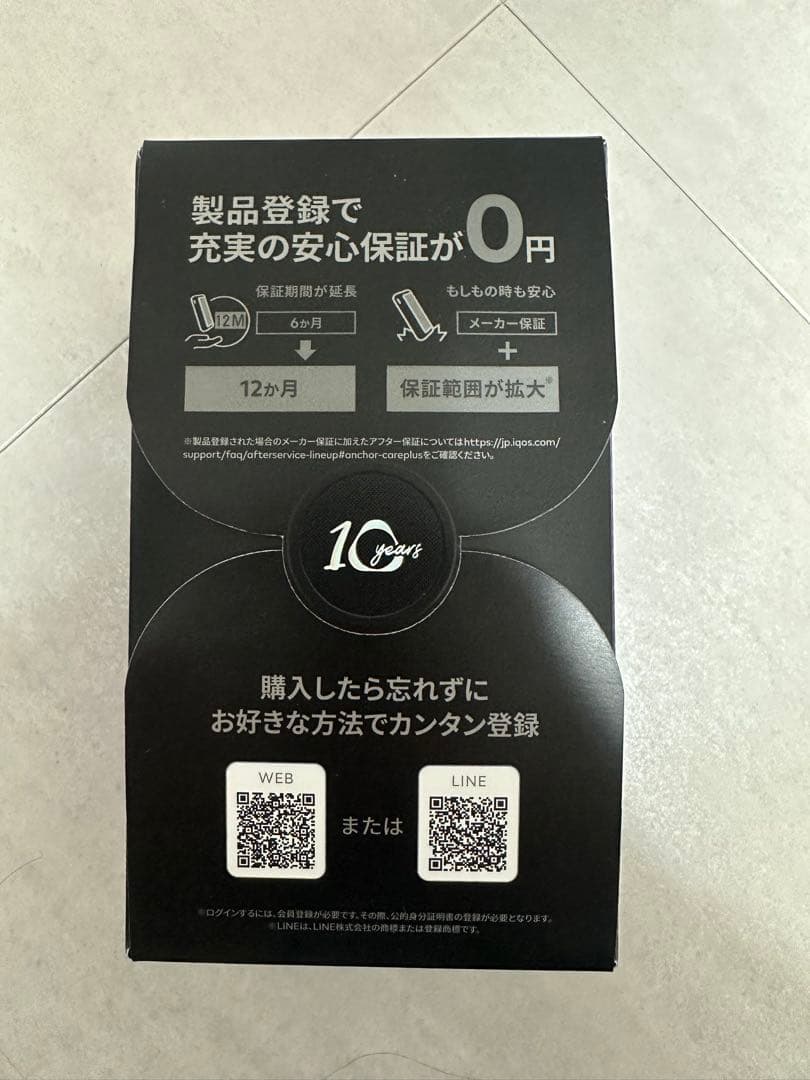 製品登録で
充実の安心保証が0円
保証期間が延長
12M
6か月
12か月
もしもの時も安心
メーカー保証
+
保証範囲が拡大※
※製品登録された場合のメーカー保証に加えたアフター保証についてはhttps://jp.iqos.com/
support/faq/afterservice-lineup#anchor-careplusをご確認ください。
10 years
購入したら忘れずに
お好きな方法でカンタン登録
WEB
または
LINE
※ログインするには、会員登録が必要です。その際、公的身分証明書の登録が必要となります。
※LINEは、LINE株式会社の商標または登録商標です。